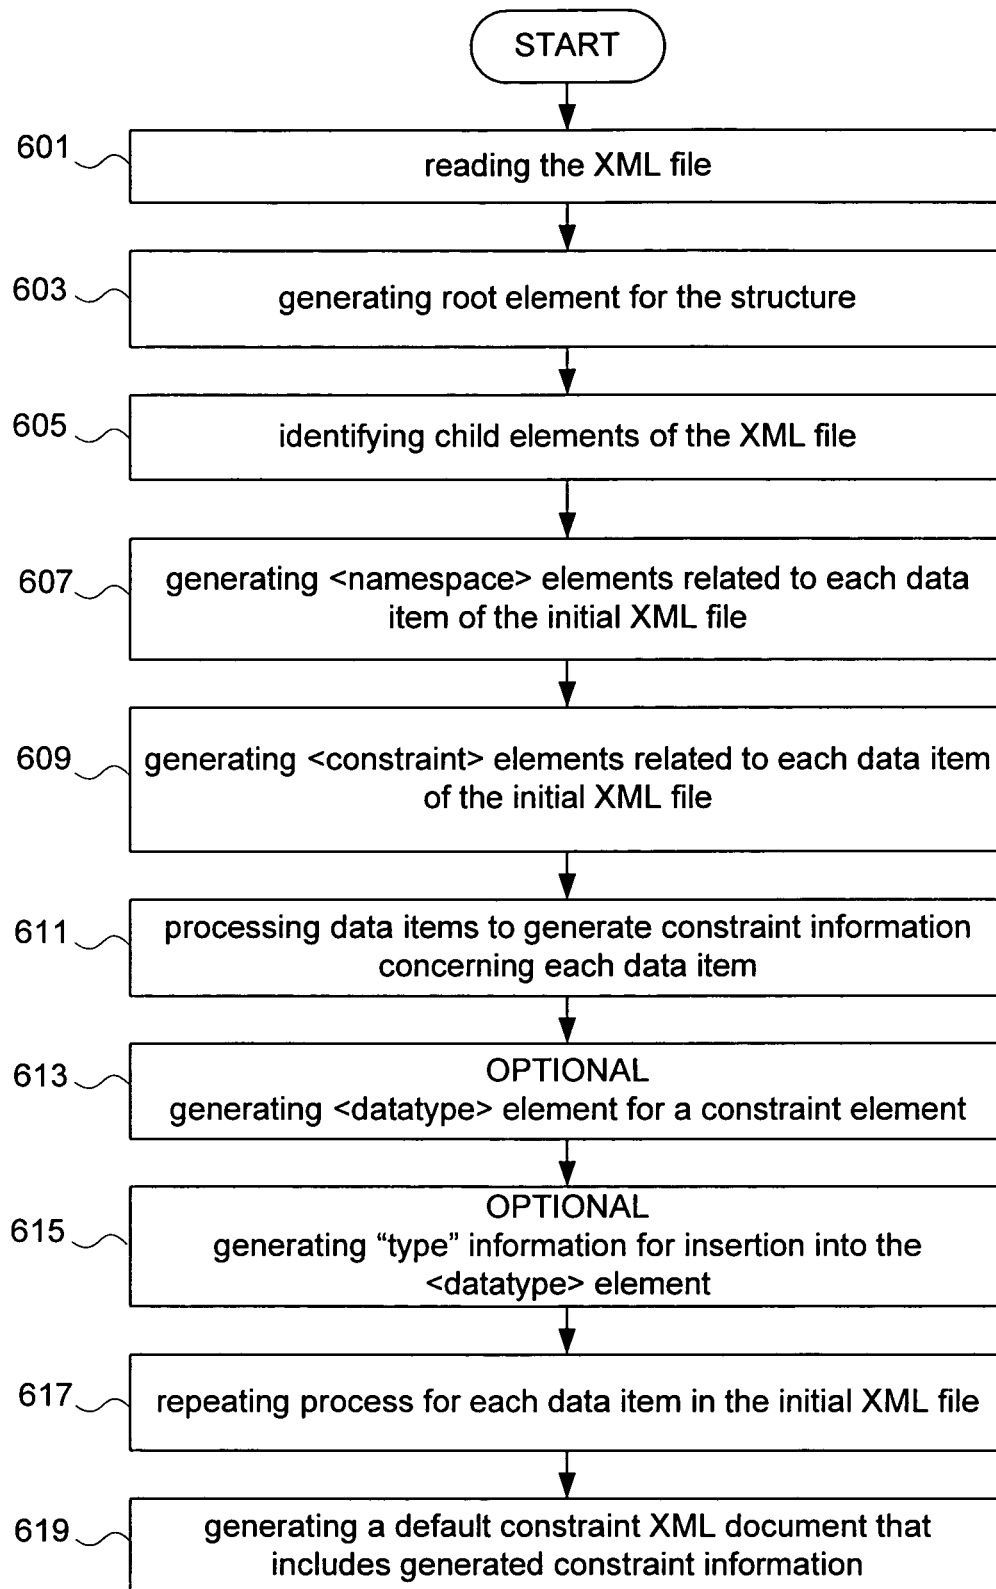 START
601
reading the XML file
603
generating root element for the structure
605
identifying child elements of the XML file
607
generating <namespace> elements related to each data
item of the initial XML file
609
generating <constraint> elements related to each data item
of the initial XML file
611
processing data items to generate constraint information
concerning each data item
613
OPTIONAL
generating <datatype> element for a constraint element
615
OPTIONAL
generating “type” information for insertion into the
<datatype> element
617
repeating process for each data item in the initial XML file
619
generating a default constraint XML document that
includes generated constraint information